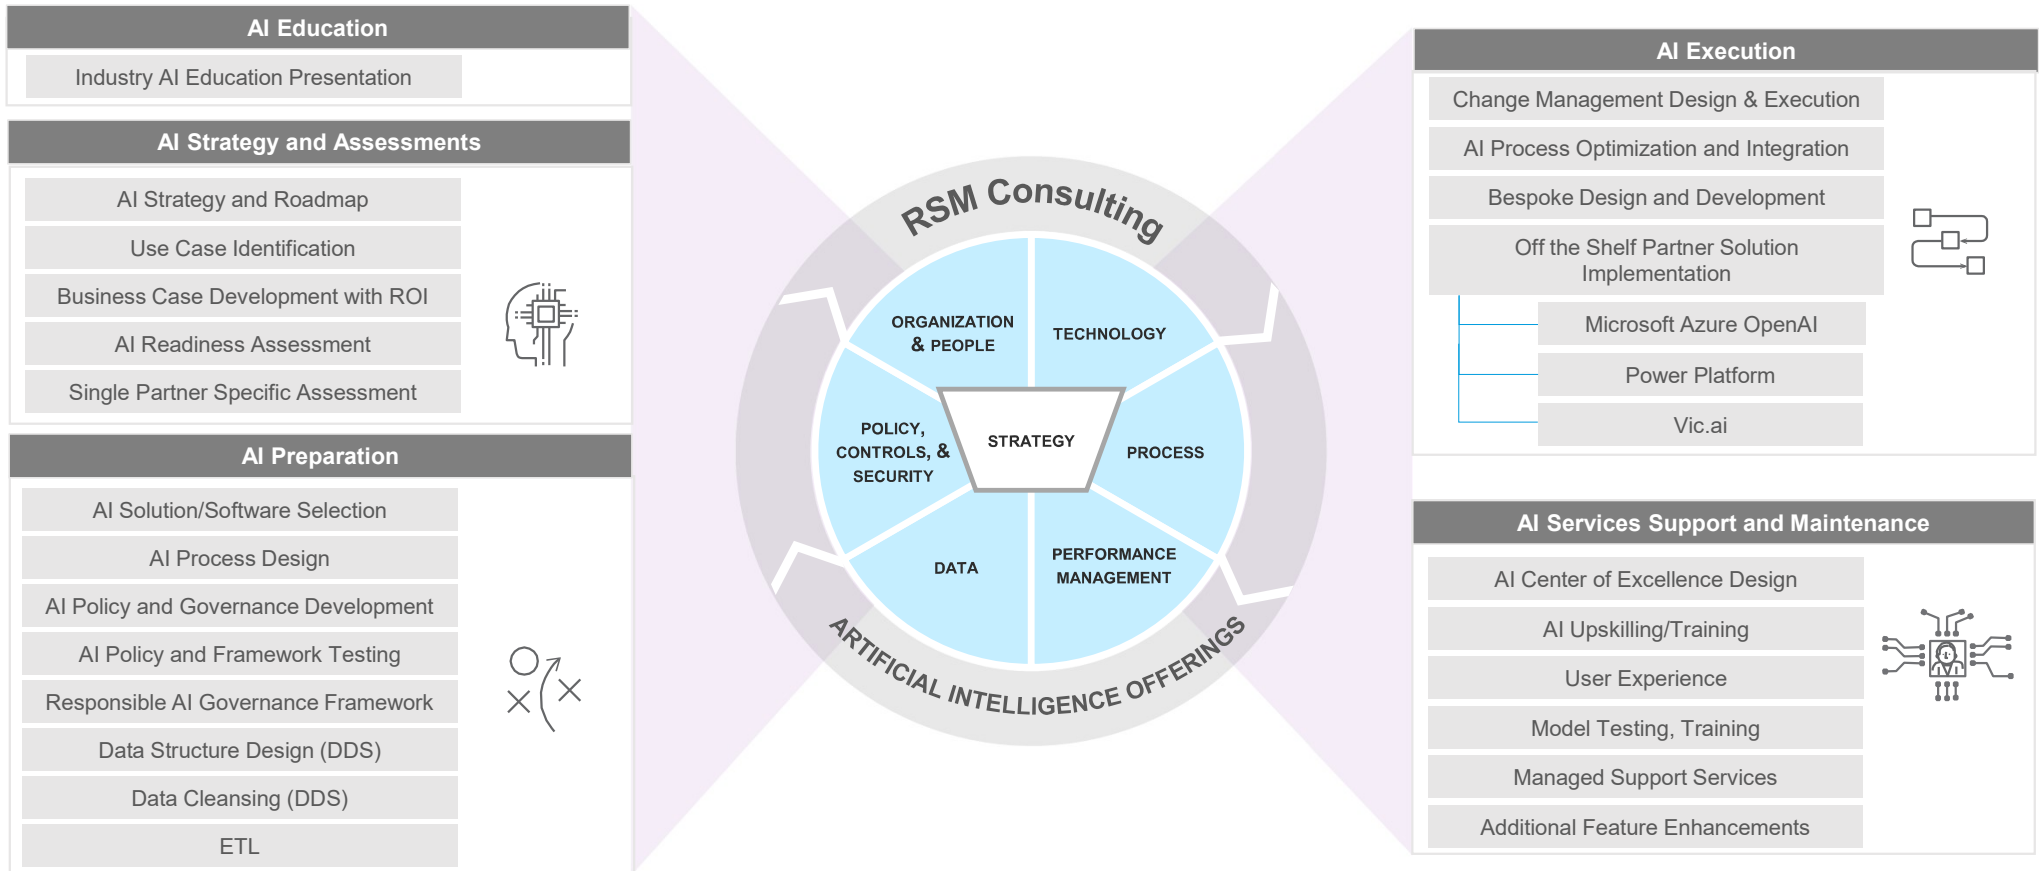 AI Education
Industry AI Education Presentation
AI Strategy and Assessments
AI Strategy and Roadmap
Use Case Identification
Business Case Development with ROI
AI Readiness Assessment
Single Partner Specific Assessment
AI Preparation
AI Solution/Software Selection
AI Process Design
AI Policy and Governance Development
AI Policy and Framework Testing
Responsible AI Governance Framework
Data Structure Design (DDS)
Data Cleansing (DDS)
ETL
RSM Consulting
ORGANIZATION
& PEOPLE
TECHNOLOGY
POLICY,
CONTROLS, &
SECURITY
STRATEGY
PROCESS
DATA
PERFORMANCE
MANAGEMENT
ARTIFICIAL INTELLIGENCE OFFERINGS
AI Execution
Change Management Design & Execution
AI Process Optimization and Integration
Bespoke Design and Development
Off the Shelf Partner Solution
Implementation
Microsoft Azure OpenAI
Power Platform
Vic.ai
AI Services Support and Maintenance
AI Center of Excellence Design
AI Upskilling/Training
User Experience
Model Testing, Training
Managed Support Services
Additional Feature Enhancements